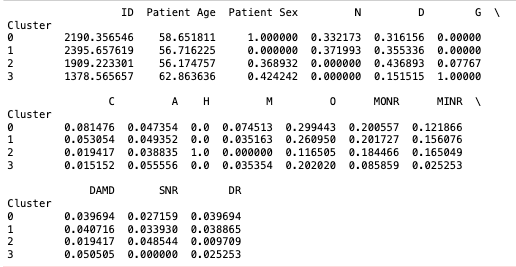 ID Patient Age Patient Sex N D G \
Cluster
0 2190.356546 58.651811 1.000000 0.332173 0.316156 0.00000
1 2395.657619 56.716225 0.000000 0.371993 0.355336 0.00000
2 1909.223301 56.174757 0.368932 0.000000 0.436893 0.07767
3 1378.565657 62.863636 0.424242 0.000000 0.151515 1.00000
C A H M O MONR MINR \
Cluster
0 0.081476 0.047354 0.0 0.074513 0.299443 0.200557 0.121866
1 0.053054 0.049352 0.0 0.035163 0.260950 0.201727 0.156076
2 0.019417 0.038835 1.0 0.000000 0.116505 0.184466 0.165049
3 0.015152 0.055556 0.0 0.035354 0.202020 0.085859 0.025253
DAMD SNR DR
Cluster
0 0.039694 0.027159 0.039694
1 0.040716 0.033930 0.038865
2 0.019417 0.048544 0.009709
3 0.050505 0.000000 0.025253